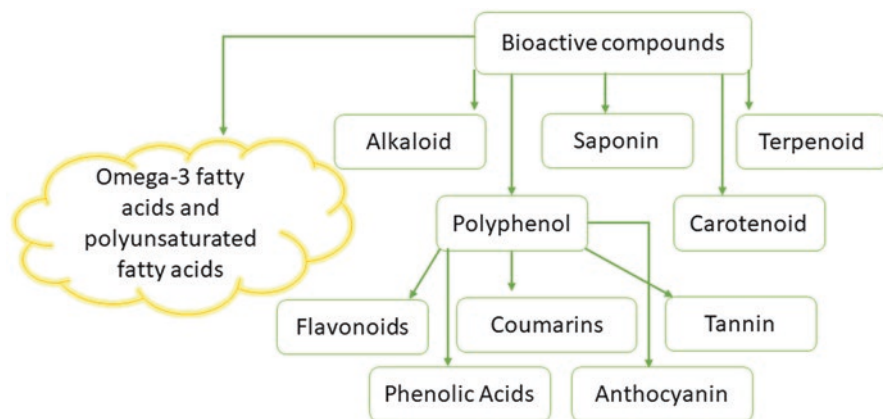 Bioactive compounds
Alkaloid
Saponin
Terpenoid
Omega-3 fatty
acids and
polyunsaturated
fatty acids
Polyphenol
Carotenoid
Flavonoids
Coumarins
Tannin
Phenolic Acids
Anthocyanin